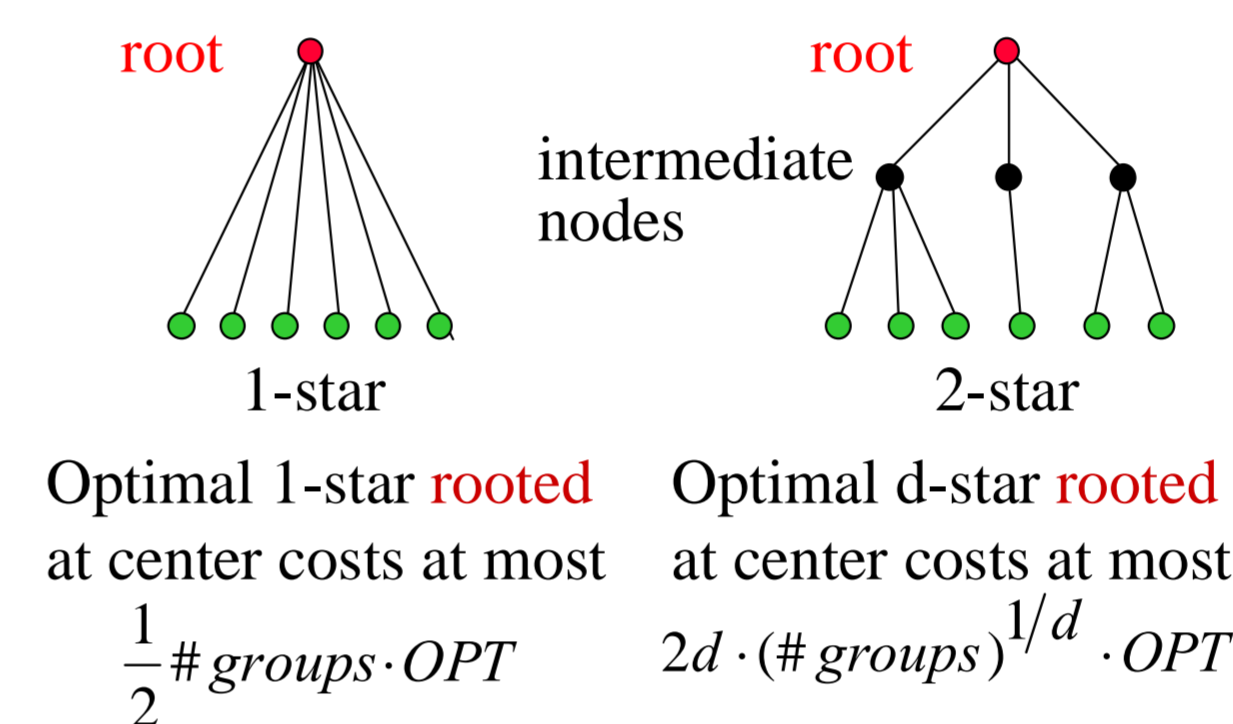 root
1-star
Optimal 1-star rooted
at center costs at most
1/2 # groups · OPT
intermediate
nodes
root
2-star
Optimal d-star rooted
at center costs at most
2d · (# groups)^{1/d} · OPT